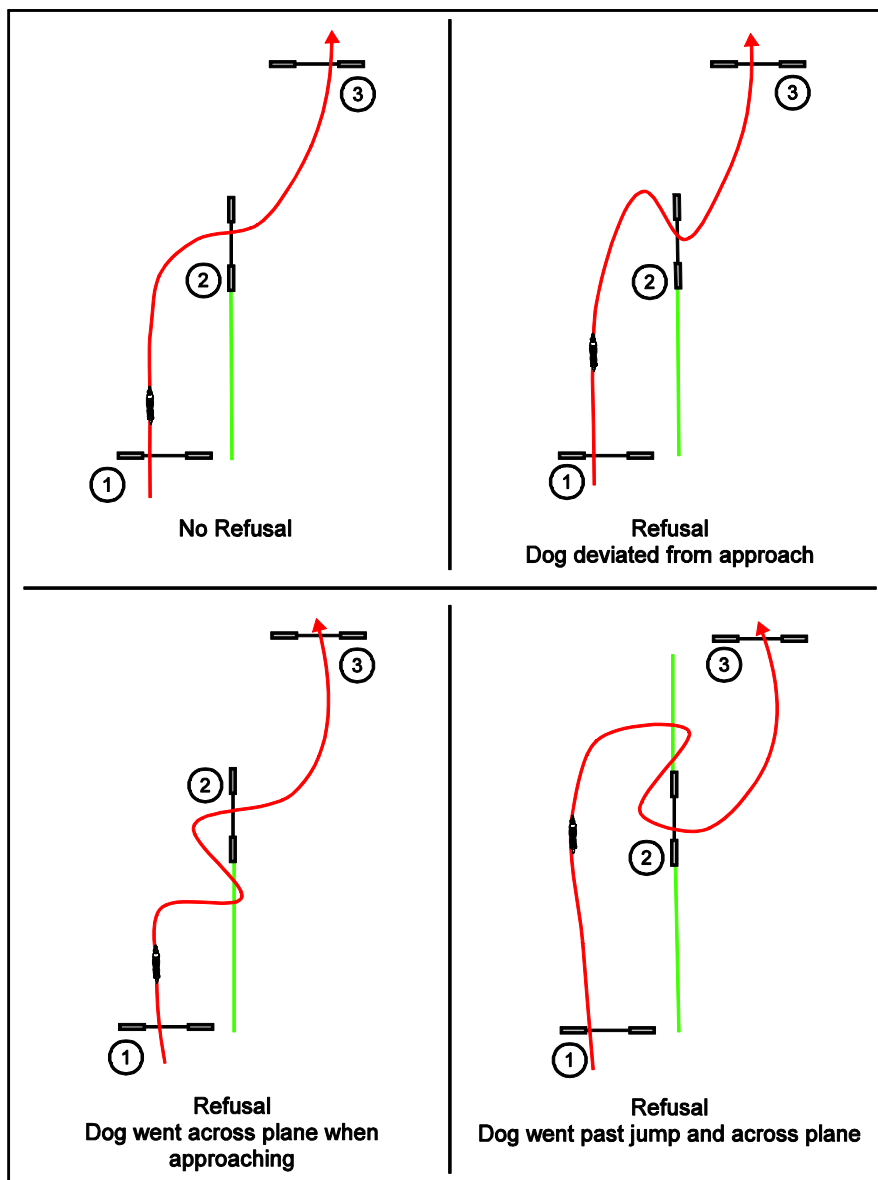 3
2
1
No Refusal
3
2
1
Refusal
Dog deviated from approach
3
2
1
Refusal
Dog went across plane when
approaching
3
2
1
Refusal
Dog went past jump and across plane